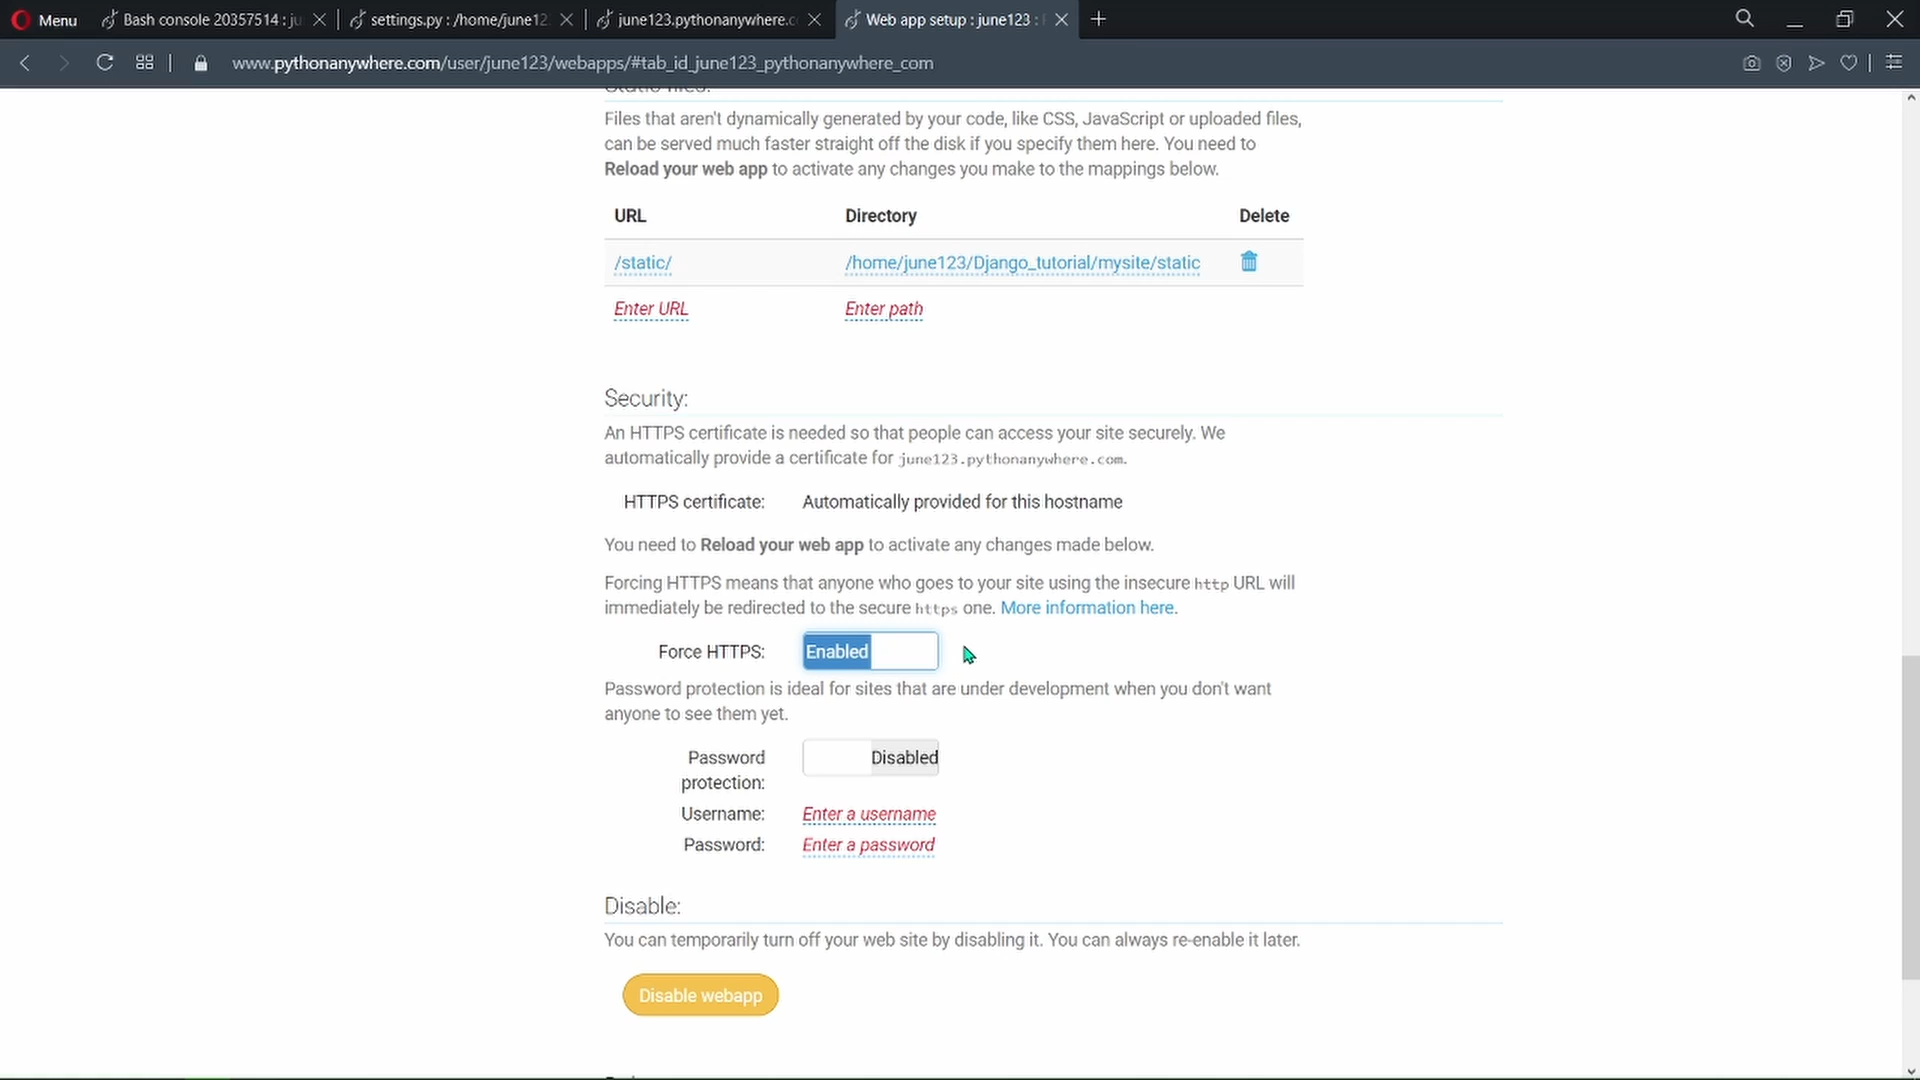 Menu
Bash console 20357514 : ju
settings.py : /home/june12
june123.pythonanywhere.c
Web app setup : june123 :
www.pythonanywhere.com/user/june123/webapps/#tab_id_june123_pythonanywhere_com
Static files:
Files that aren't dynamically generated by your code, like CSS, JavaScript or uploaded files,
can be served much faster straight off the disk if you specify them here. You need to
Reload your web app to activate any changes you make to the mappings below.
URL Directory Delete
/static/ /home/june123/Django_tutorial/mysite/static
Enter URL Enter path
Security:
An HTTPS certificate is needed so that people can access your site securely. We
automatically provide a certificate for june123.pythonanywhere.com.
HTTPS certificate: Automatically provided for this hostname
You need to Reload your web app to activate any changes made below.
Forcing HTTPS means that anyone who goes to your site using the insecure http URL will
immediately be redirected to the secure https one. More information here.
Force HTTPS: Enabled
Password protection is ideal for sites that are under development when you don't want
anyone to see them yet.
Password Disabled
protection:
Username: Enter a username
Password: Enter a password
Disable:
You can temporarily turn off your web site by disabling it. You can always re-enable it later.
Disable webapp